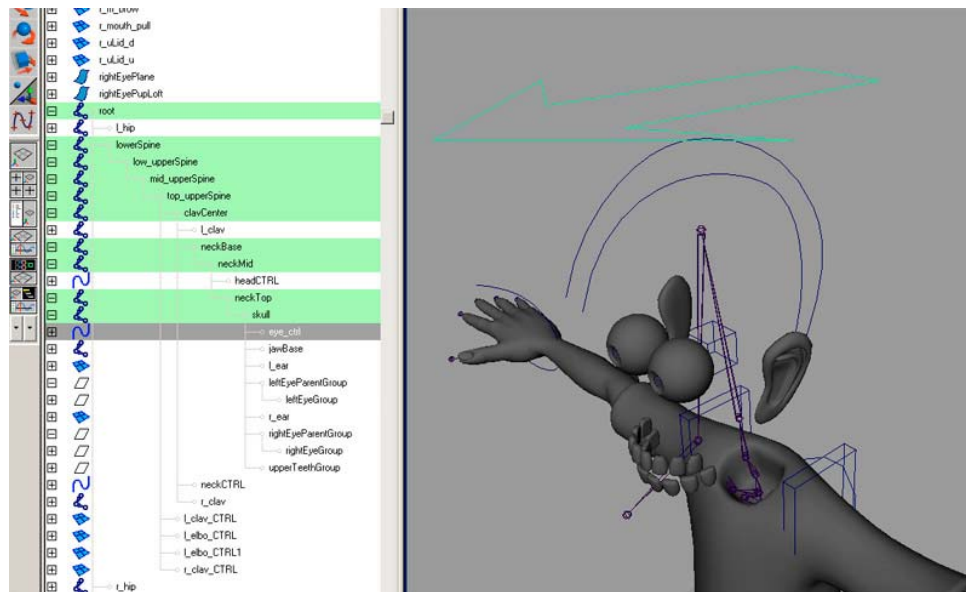 r_m_brow
r_mouth_pull
r_uLid_d
r_uLid_u
rightEyePlane
rightEyePupLoft
root
l_hip
lowerSpine
low_upperSpine
mid_upperSpine
top_upperSpine
clavCenter
l_clav
neckBase
neckMid
headCTRL
neckTop
skull
eye_ctrl
jawBase
l_ear
leftEyeParentGroup
leftEyeGroup
r_ear
rightEyeParentGroup
rightEyeGroup
upperTeethGroup
neckCTRL
r_clav
l_clav_CTRL
l_elbo_CTRL
l_elbo_CTRL1
r_clav_CTRL
r_hip